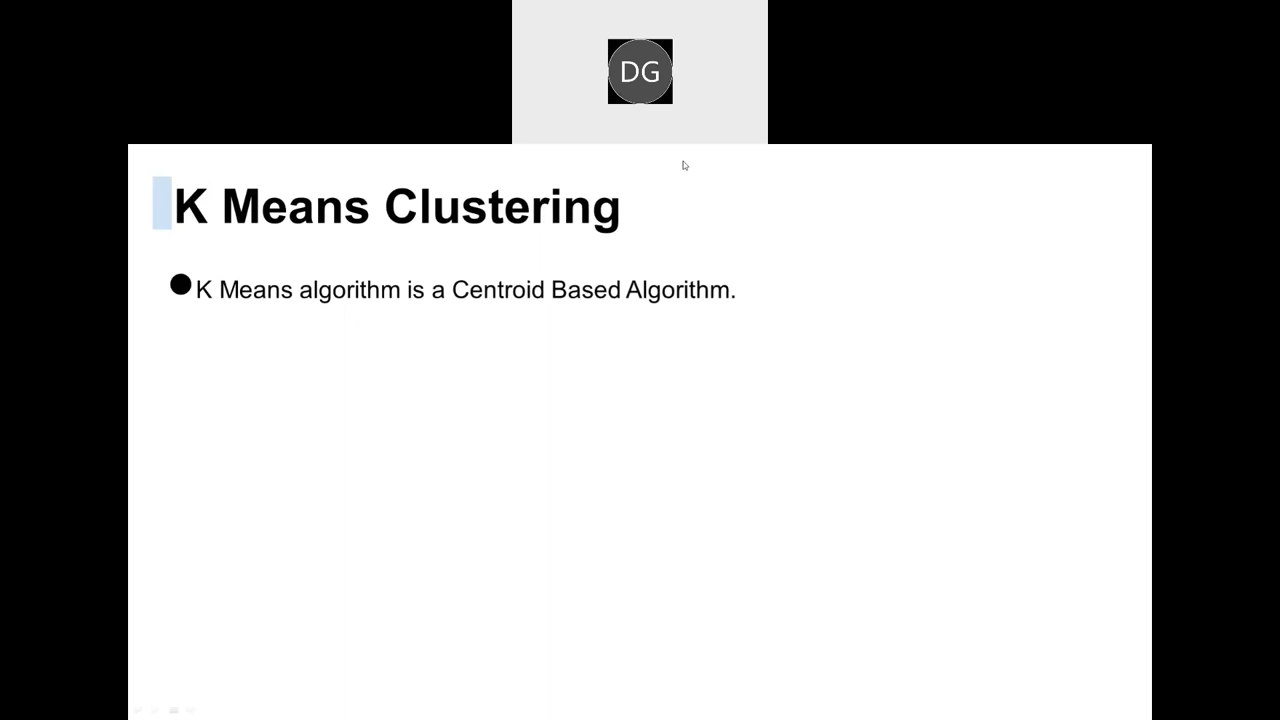 DG
K Means Clustering
K Means algorithm is a Centroid Based Algorithm.